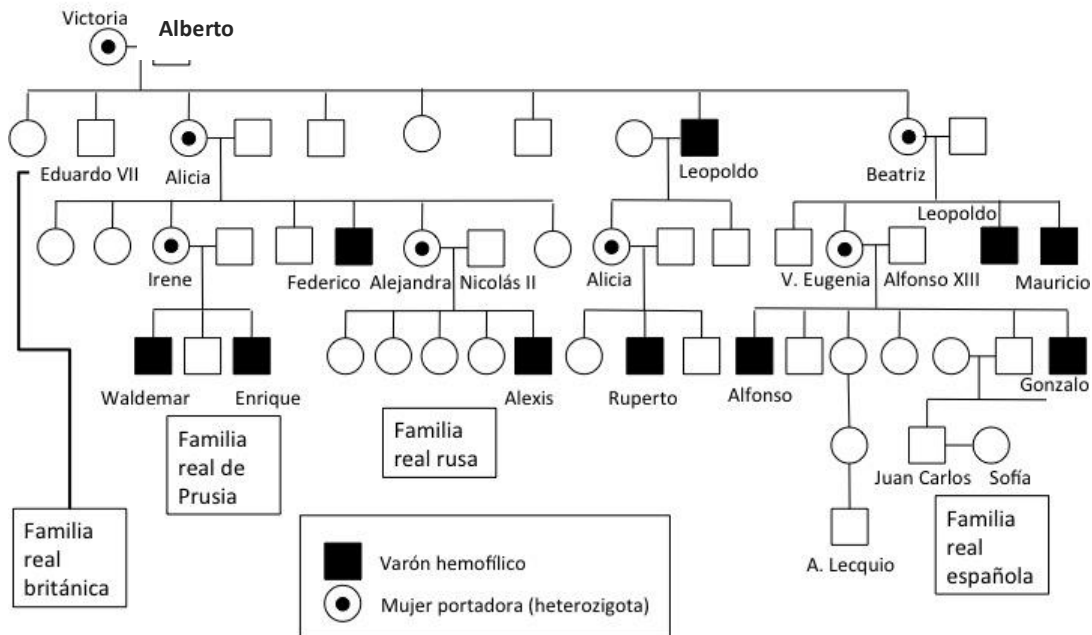 Victoria
Alberto
Eduardo VII
Alicia
Leopoldo
Beatriz
Irene
Federico
Alejandra
Nicolás II
Alicia
V. Eugenia
Alfonso XIII
Leopoldo
Mauricio
Waldemar
Enrique
Alexis
Ruperto
Alfonso
Gonzalo
Juan Carlos
Sofía
A. Lecquio
Familia
real
británica
Familia
real de
Prusia
Familia
real rusa
Familia
real
española
Varón hemofílico
Mujer portadora (heterozigota)